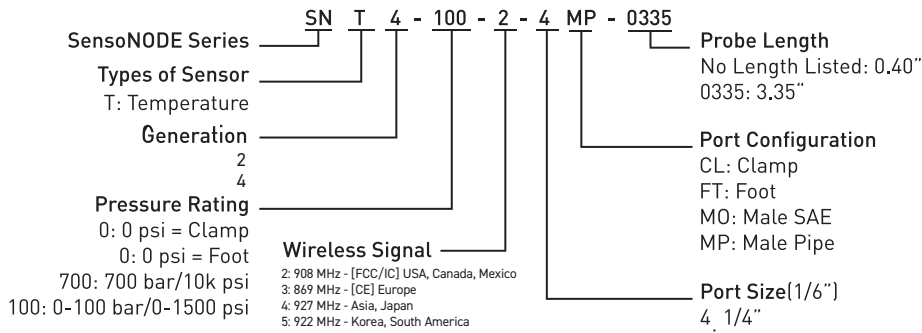 SN T 4 - 100 - 2 - 4 MP - 0335
SensoNODE Series
Types of Sensor
T: Temperature
Generation
2
4
Pressure Rating
0: 0 psi = Clamp
0: 0 psi = Foot
700: 700 bar/10k psi
100: 0-100 bar/0-1500 psi
Wireless Signal
2: 908 MHz - [FCC/IC] USA, Canada, Mexico
3: 869 MHz - [CE] Europe
4: 927 MHz - Asia, Japan
5: 922 MHz - Korea, South America
Probe Length
No Length Listed: 0.40"
0335: 3.35"
Port Configuration
CL: Clamp
FT: Foot
MO: Male SAE
MP: Male Pipe
Port Size(1/6")
4. 1/4"